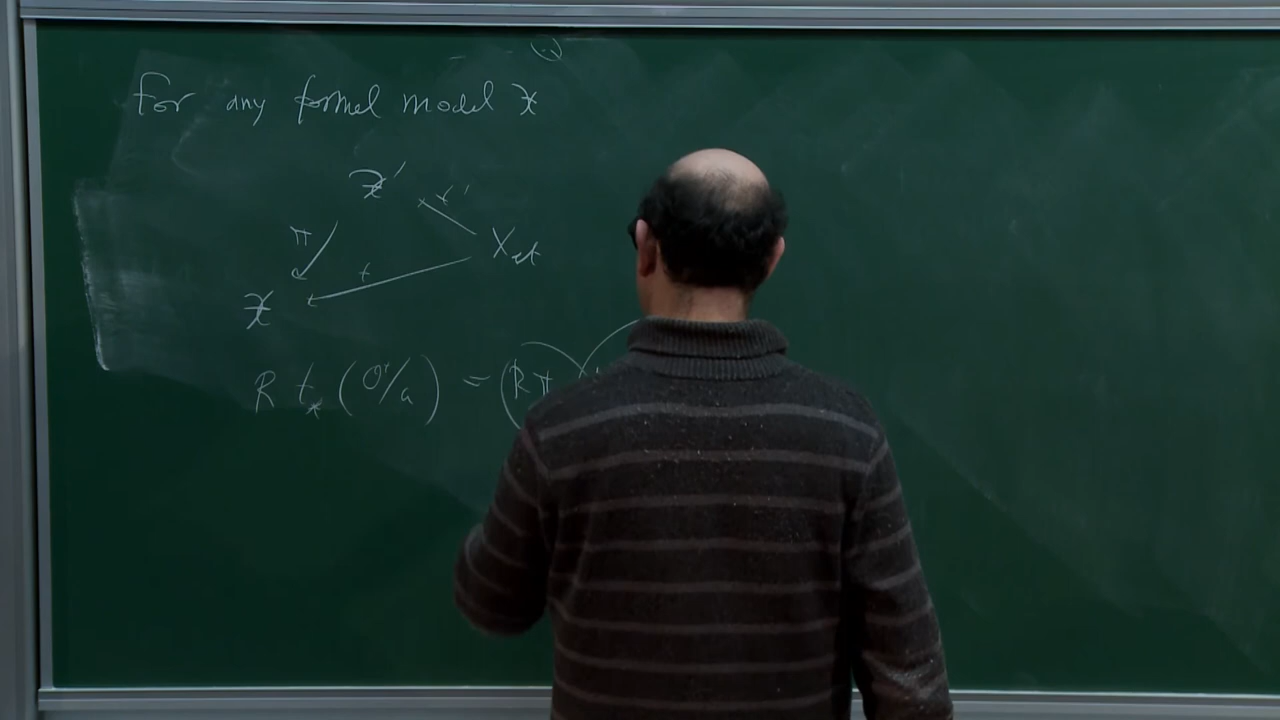 For any formal model 𝔛
𝔛′
t′
π
X_et
t
𝔛
R t_* (O⁺/a) = (Rπ